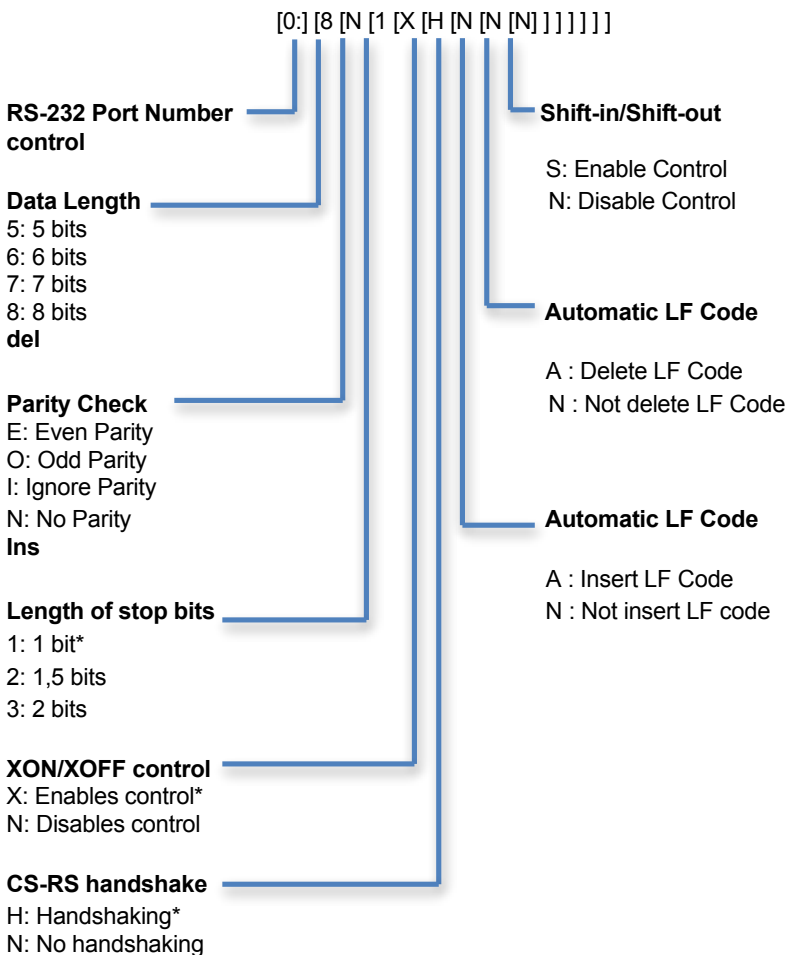 [0:] [8 [N [1 [X [H [N [N [N] ] ] ] ] ] ]
RS-232 Port Number
control
Data Length
5: 5 bits
6: 6 bits
7: 7 bits
8: 8 bits
del
Parity Check
E: Even Parity
O: Odd Parity
I: Ignore Parity
N: No Parity
Ins
Length of stop bits
1: 1 bit*
2: 1,5 bits
3: 2 bits
XON/XOFF control
X: Enables control*
N: Disables control
CS-RS handshake
H: Handshaking*
N: No handshaking
Shift-in/Shift-out
S: Enable Control
N: Disable Control
Automatic LF Code
A : Delete LF Code
N : Not delete LF Code
Automatic LF Code
A : Insert LF Code
N : Not insert LF code